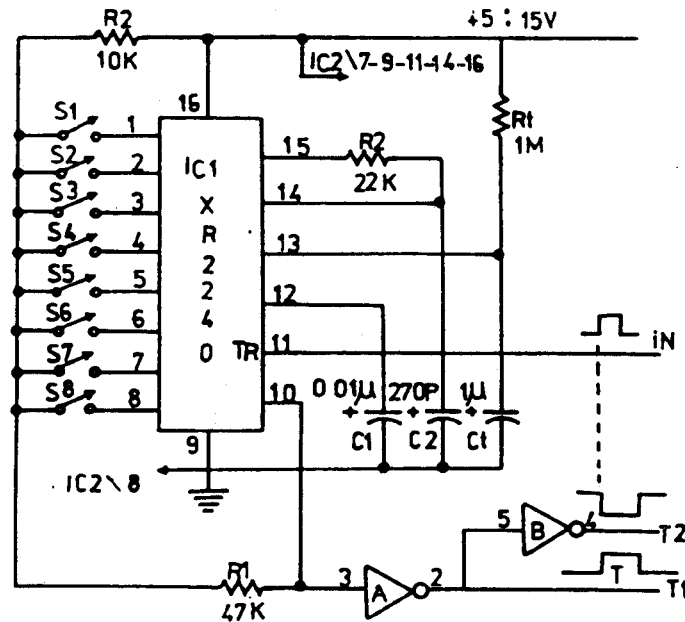 R2
10K
+5 : 15V
IC2\7-9-11-14-16
Rt
1M
16
S1
1
S2
2
S3
3
S4
4
S5
5
S6
6
S7
7
S8
8
IC1
X
R
2
2
4
0
TR
15
R2
22K
14
13
12
11
iN
10
0 01µ
270P
1µ
+
+
+
C1
C2
Ct
9
IC2\8
R1
47K
3
A
2
5
B
4
T2
T
T1